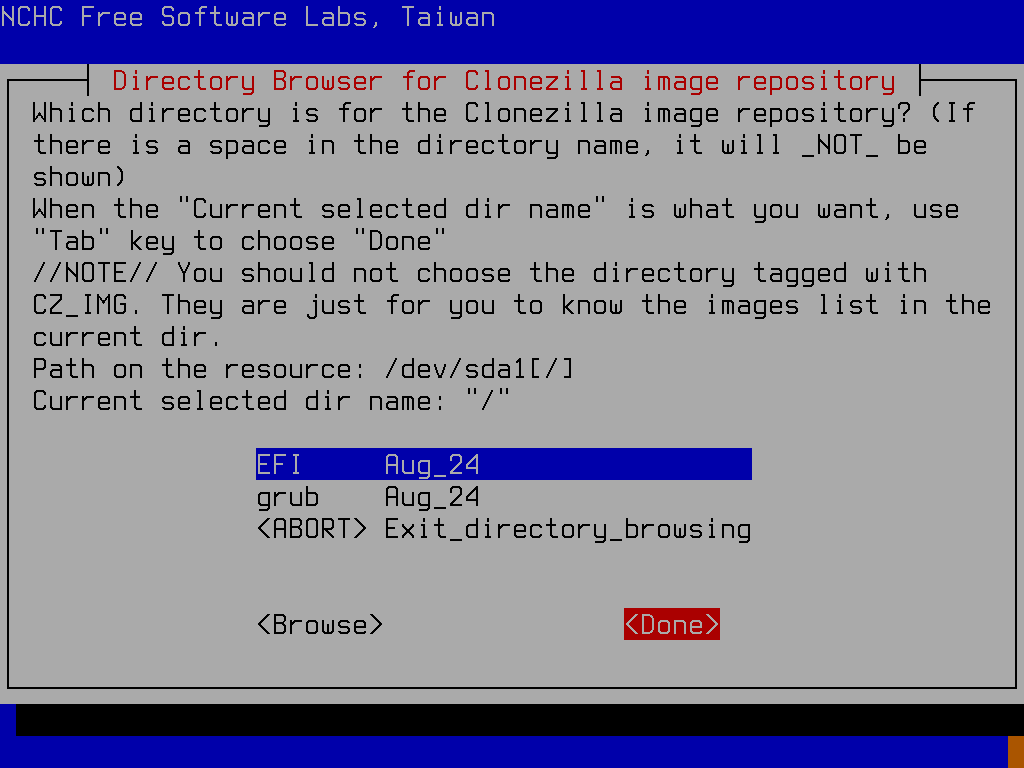 NCHC Free Software Labs, Taiwan
Directory Browser for Clonezilla image repository
Which directory is for the Clonezilla image repository? (If
there is a space in the directory name, it will _NOT_ be
shown)
When the "Current selected dir name" is what you want, use
"Tab" key to choose "Done"
//NOTE// You should not choose the directory tagged with
CZ_IMG. They are just for you to know the images list in the
current dir.
Path on the resource: /dev/sda1[/]
Current selected dir name: "/"
EFI Aug_24
grub Aug_24
<ABORT> Exit_directory_browsing
<Browse> <Done>